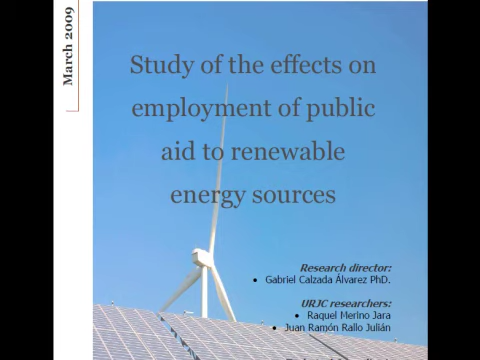 March 2009
Study of the effects on
employment of public
aid to renewable
energy sources
Research director:
• Gabriel Calzada Álvarez PhD.
URJC researchers:
• Raquel Merino Jara
• Juan Ramón Rallo Julián